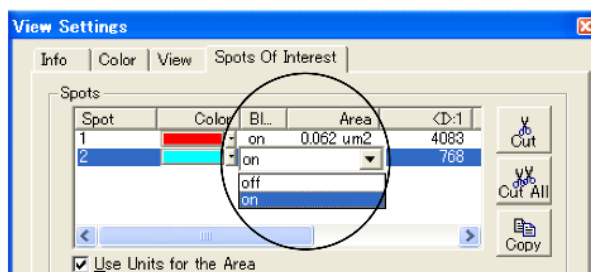 View Settings
Info Color View Spots Of Interest
Spots
Spot Color Bl... Area <D:1
1 on 0.062 um2 4083
2 on 768
off
on
Cut
Cut All
Copy
Use Units for the Area